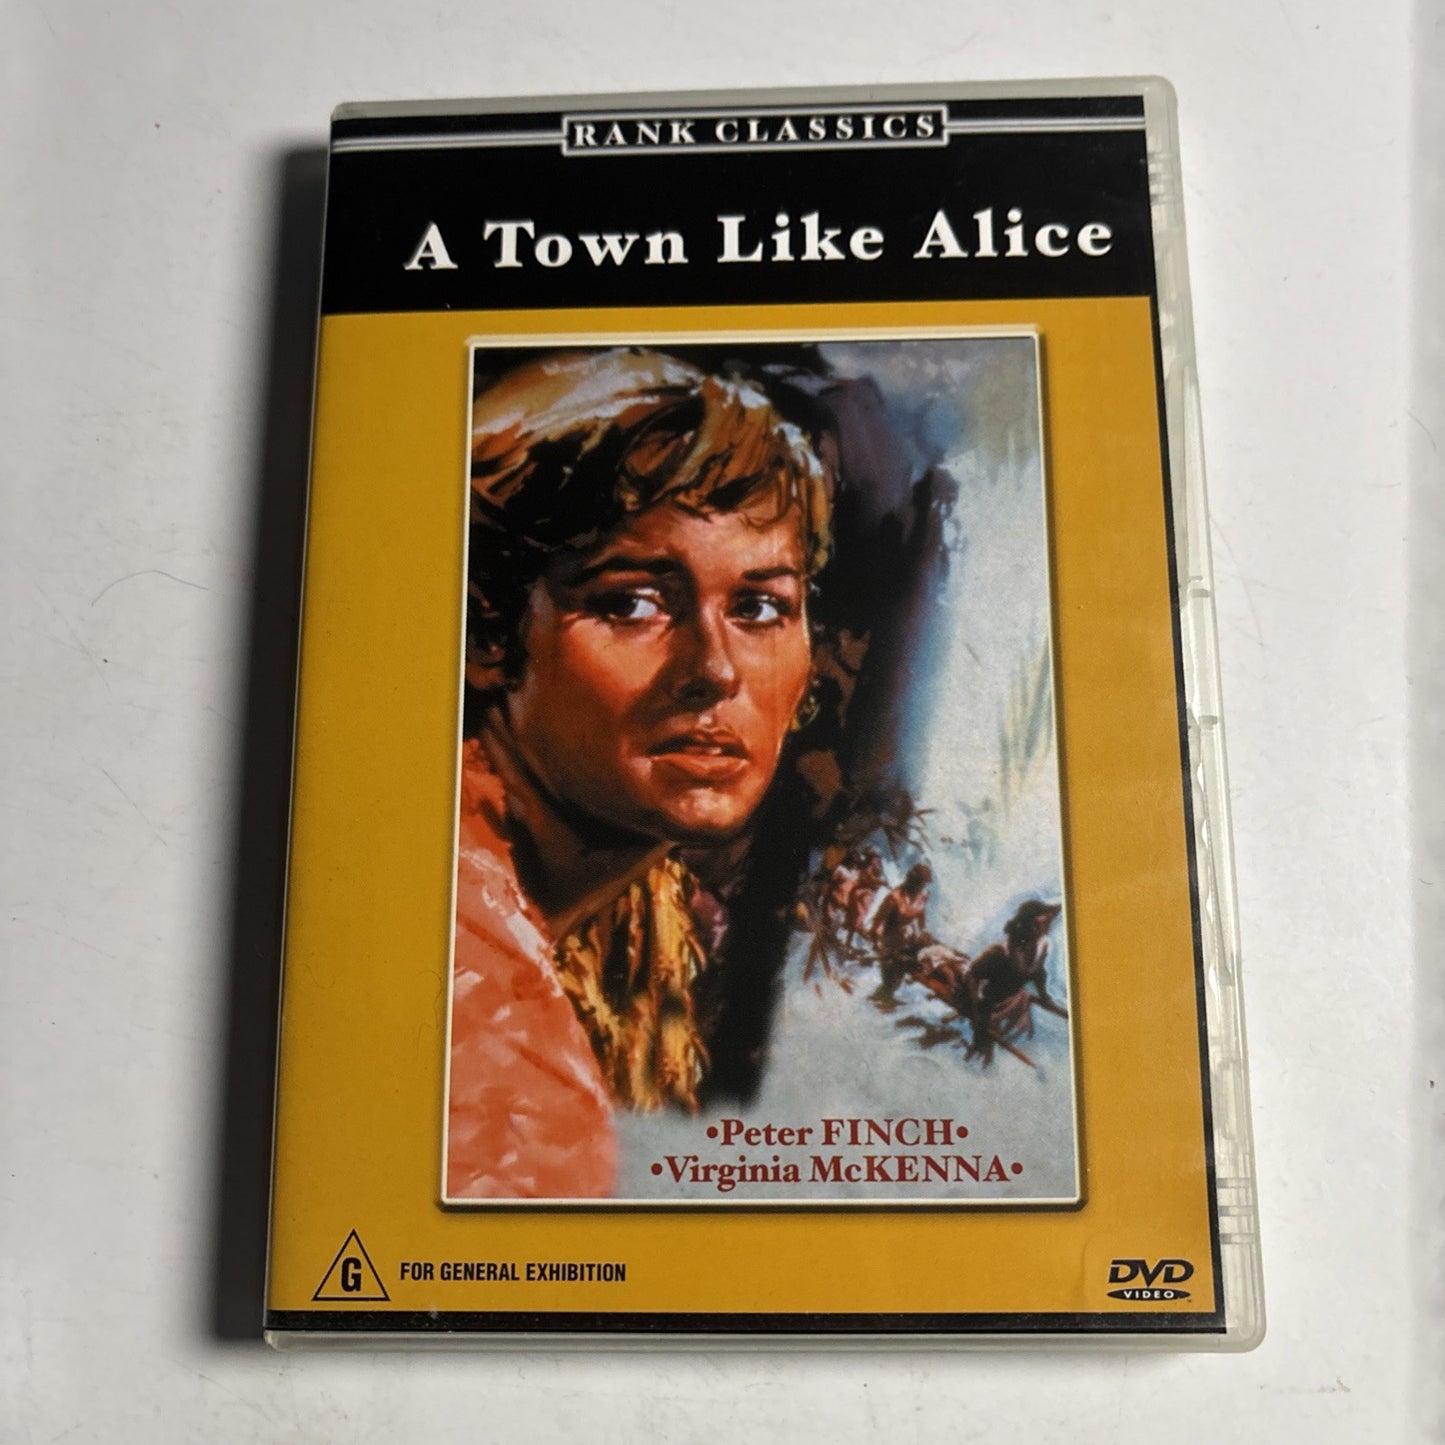 RANK CLASSICS
A Town Like Alice
•Peter FINCH•
•Virginia McKENNA•
G FOR GENERAL EXHIBITION
DVD
VIDEO